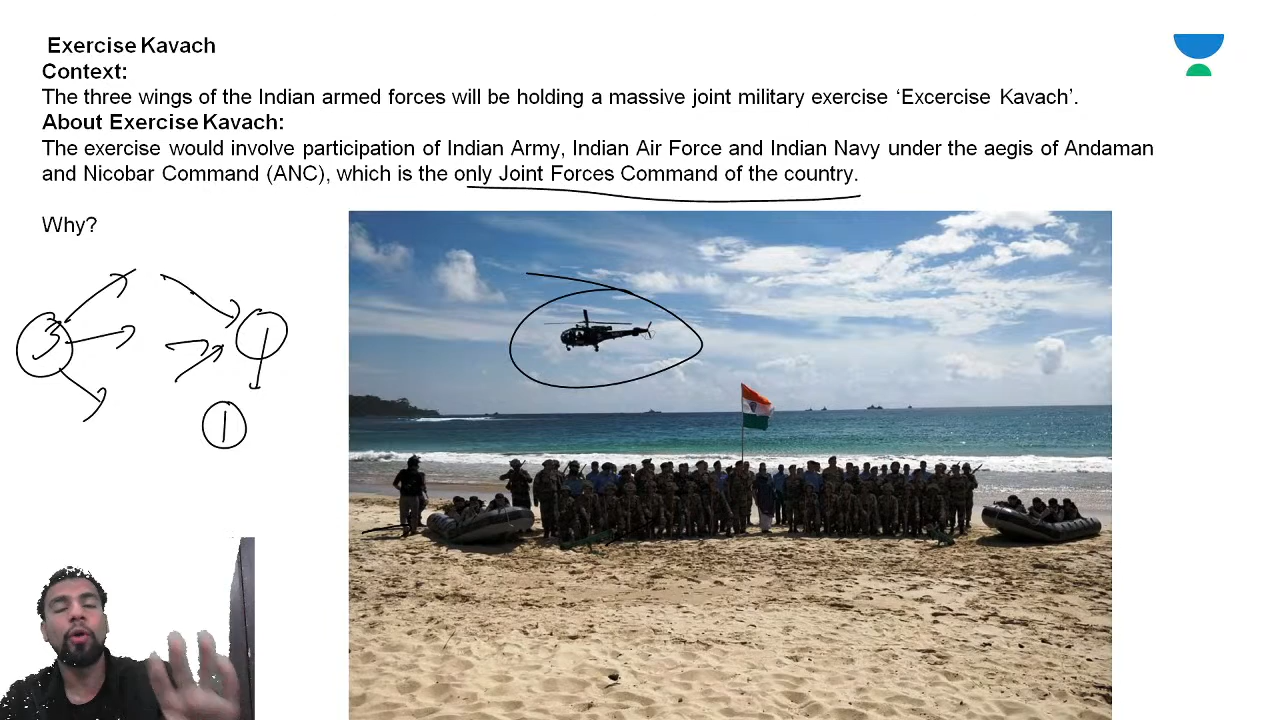 Exercise Kavach
Context:
The three wings of the Indian armed forces will be holding a massive joint military exercise ‘Excercise Kavach’.
About Exercise Kavach:
The exercise would involve participation of Indian Army, Indian Air Force and Indian Navy under the aegis of Andaman
and Nicobar Command (ANC), which is the only Joint Forces Command of the country.
Why?
3
1
1